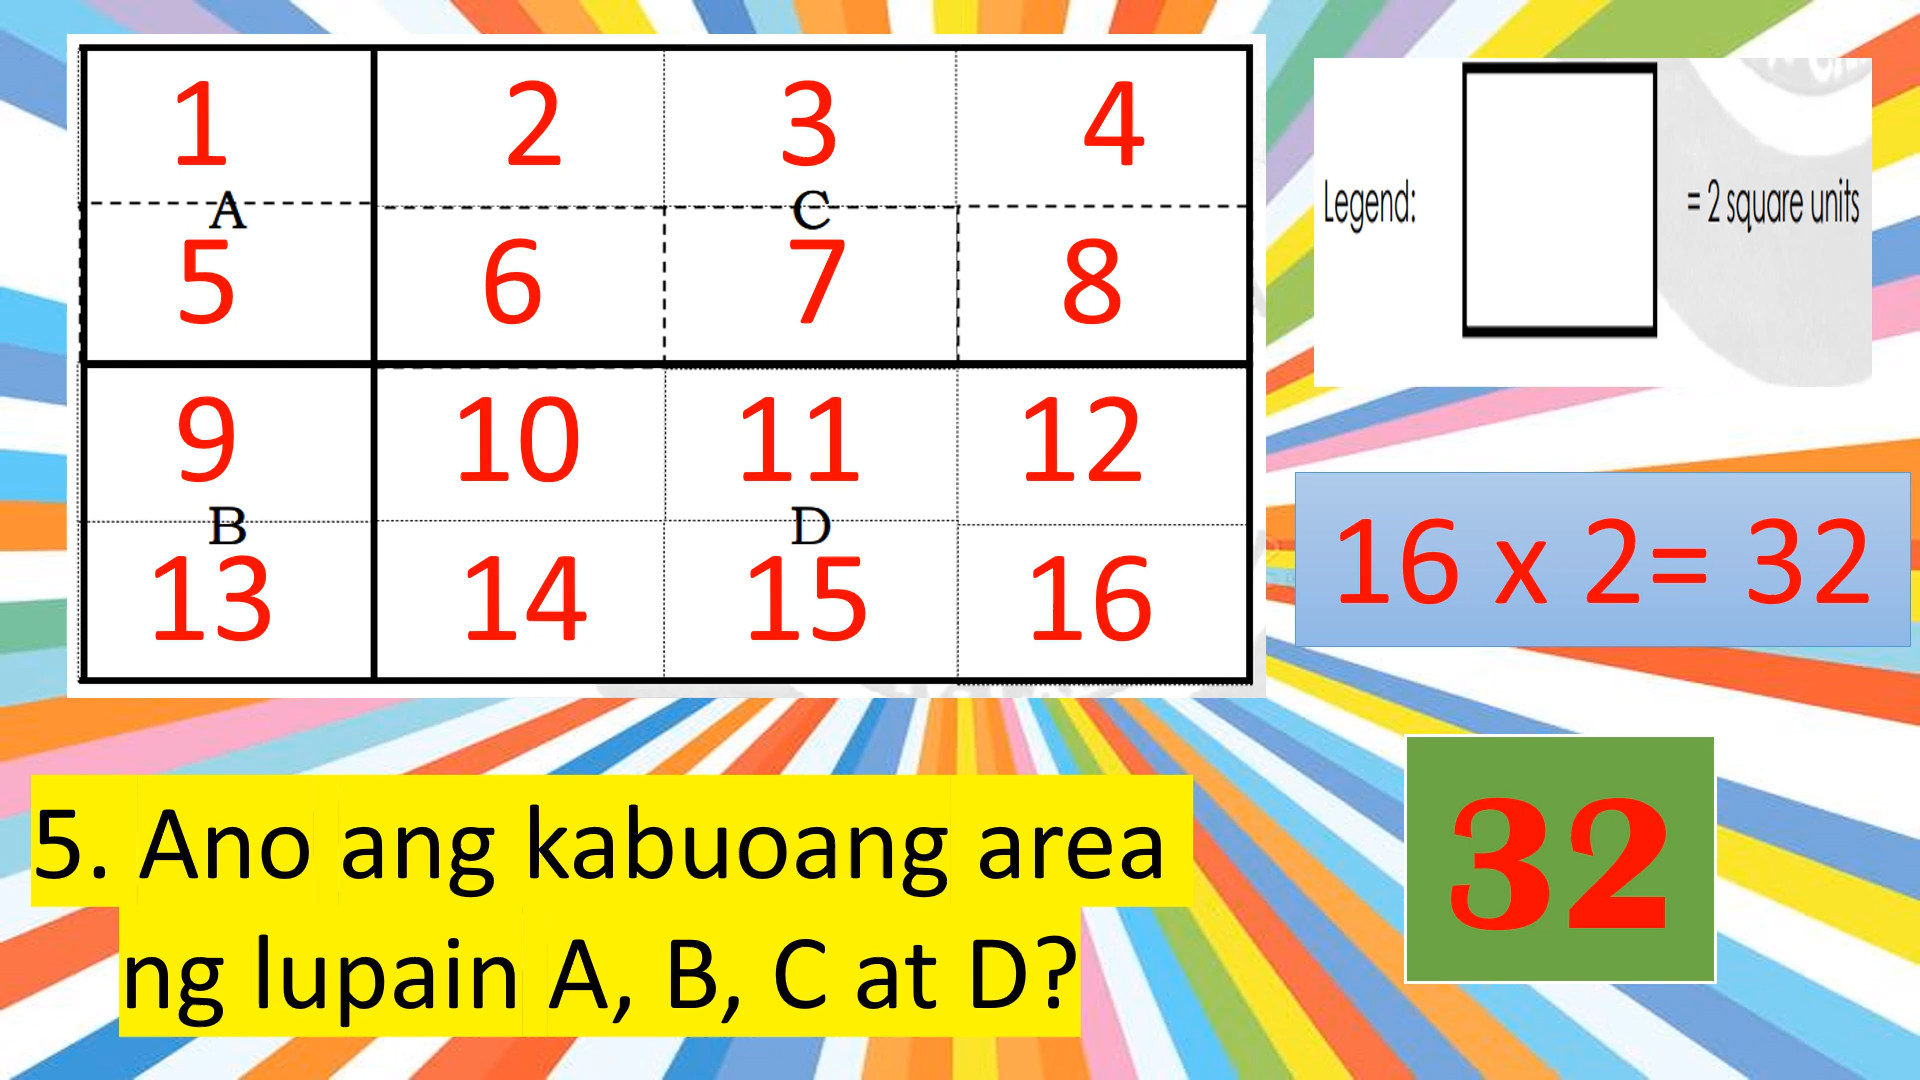 1 2 3 4
A C
5 6 7 8
9 10 11 12
B D
13 14 15 16
Legend: = 2 square units
16 x 2= 32
5. Ano ang kabuoang area
ng lupain A, B, C at D?
32